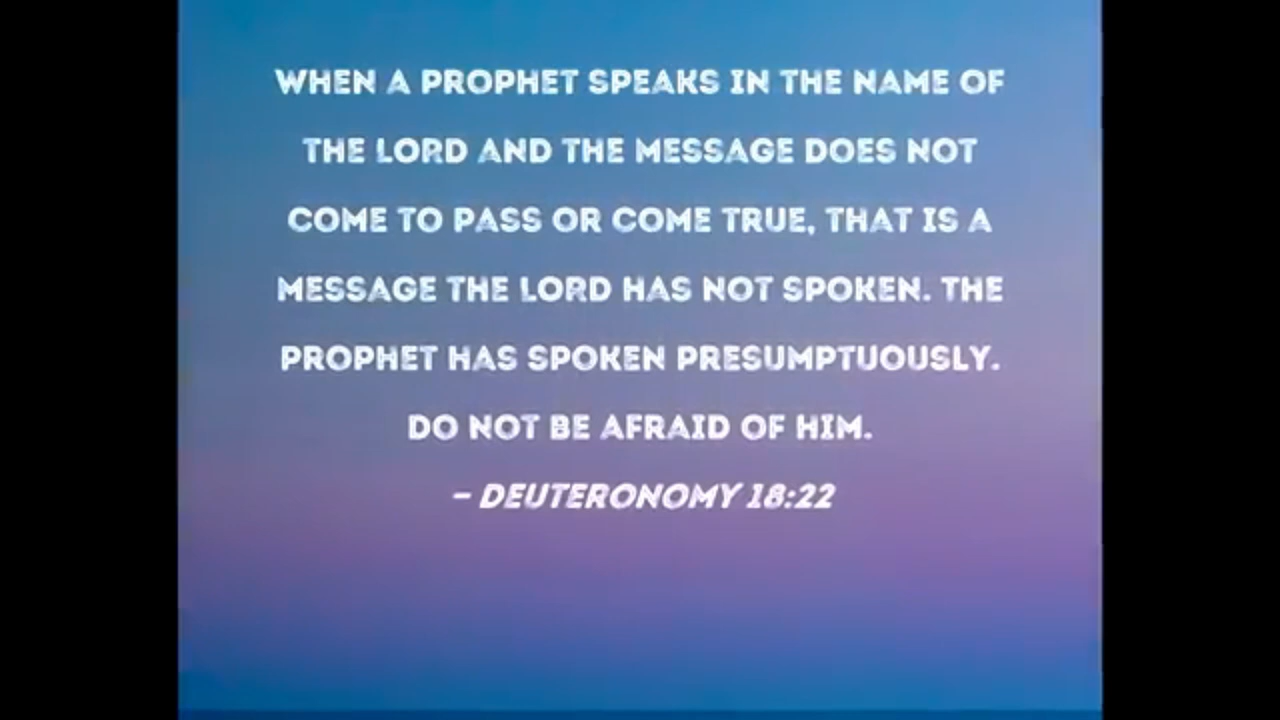 WHEN A PROPHET SPEAKS IN THE NAME OF
THE LORD AND THE MESSAGE DOES NOT
COME TO PASS OR COME TRUE, THAT IS A
MESSAGE THE LORD HAS NOT SPOKEN. THE
PROPHET HAS SPOKEN PRESUMPTUOUSLY.
DO NOT BE AFRAID OF HIM.
– DEUTERONOMY 18:22